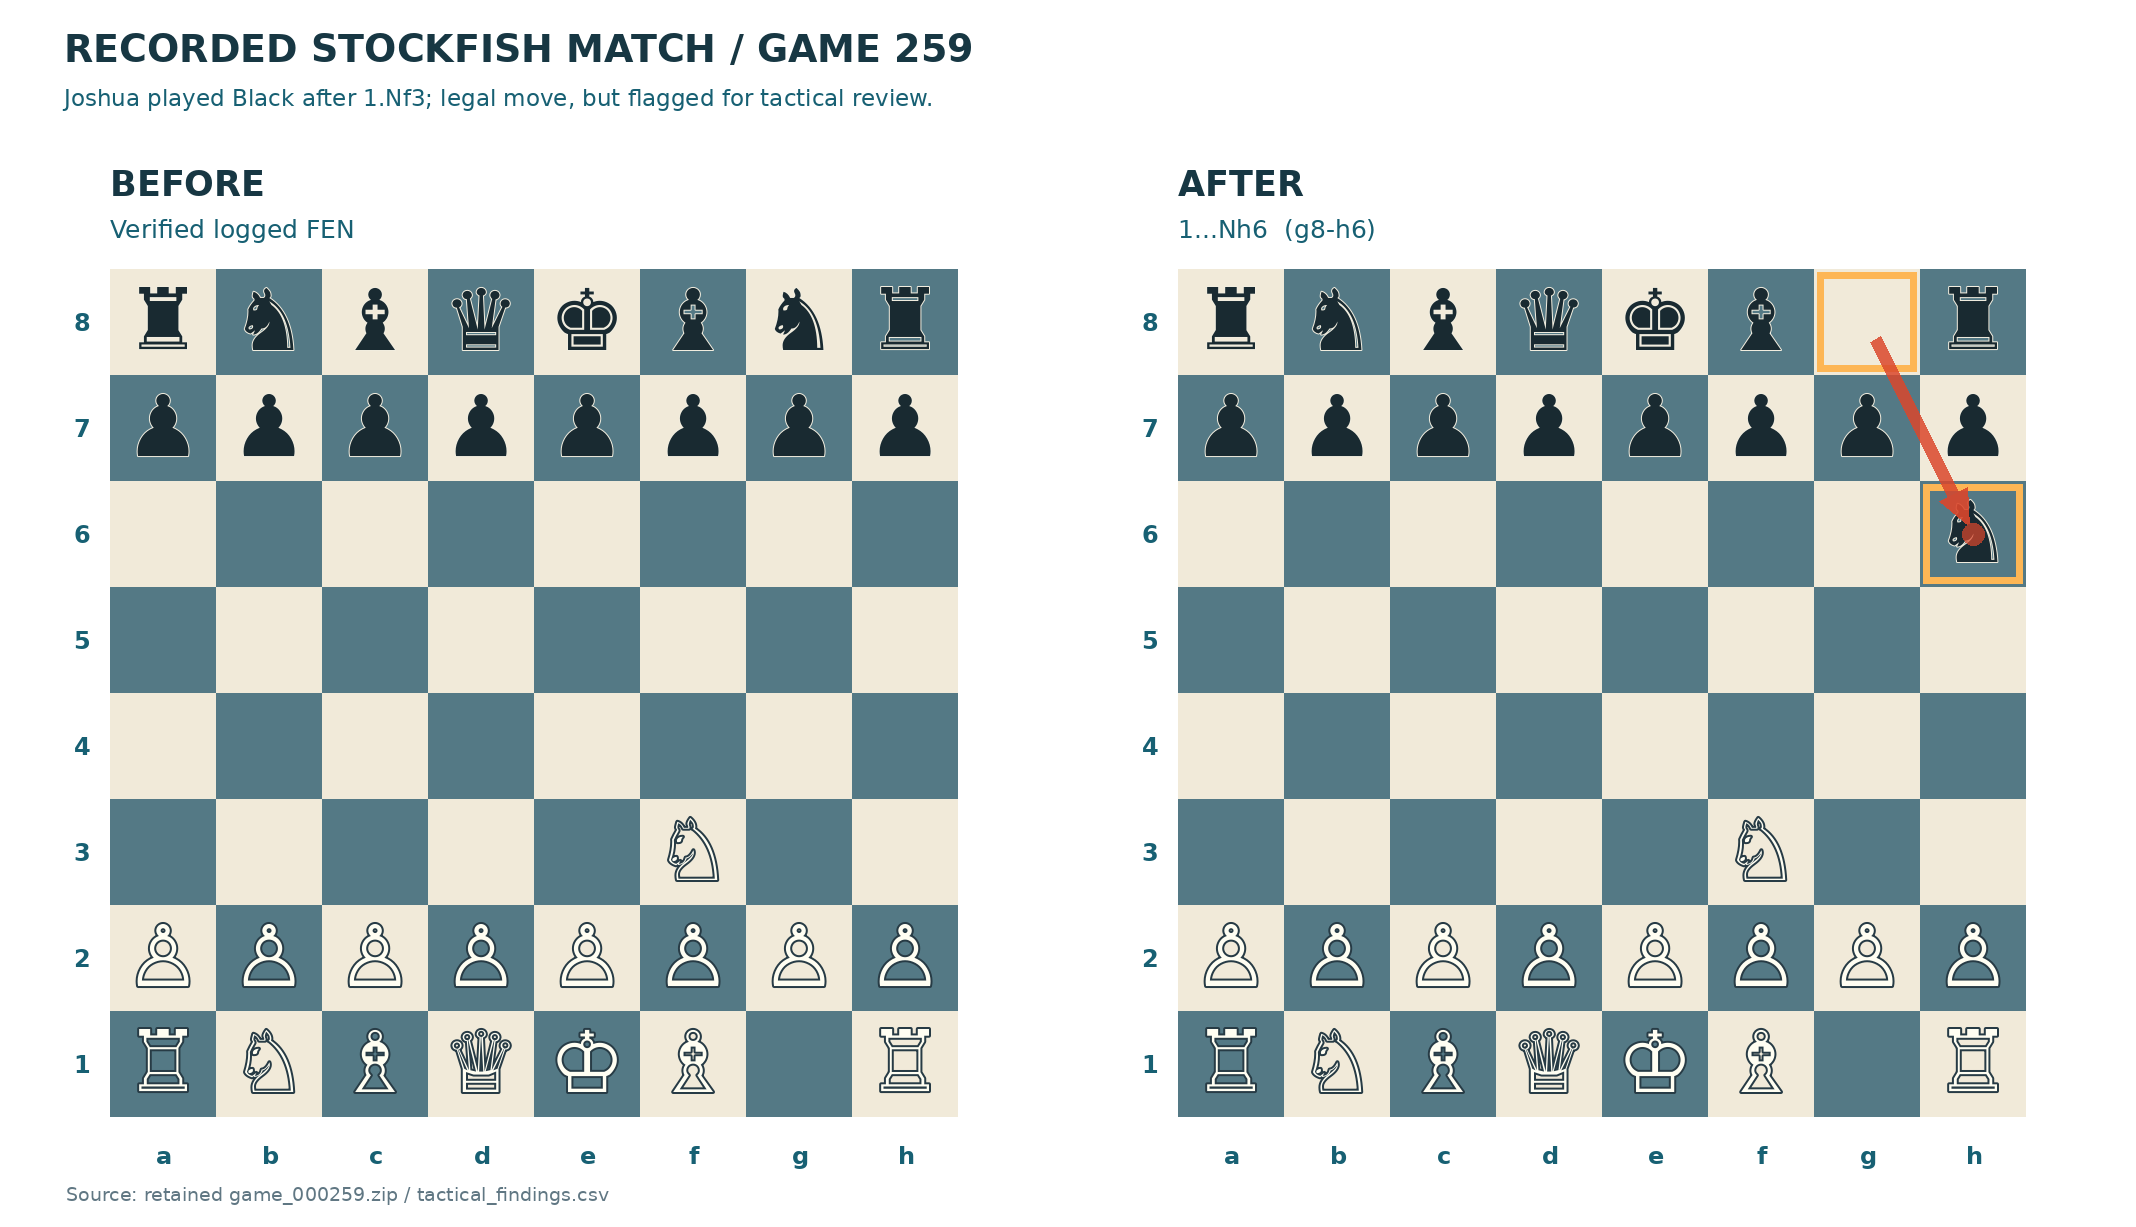 RECORDED STOCKFISH MATCH / GAME 259
Joshua played Black after 1.Nf3; legal move, but flagged for tactical review.
BEFORE
Verified logged FEN
8
7
6
5
4
3
2
1
a b c d e f g h
AFTER
1...Nh6 (g8-h6)
8
7
6
5
4
3
2
1
a b c d e f g h
Source: retained game_000259.zip / tactical_findings.csv